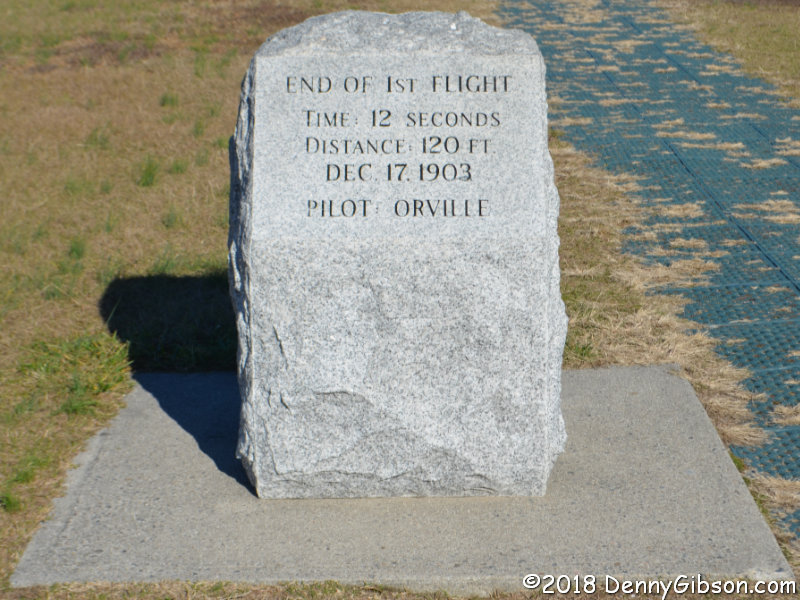 END OF 1ST FLIGHT
TIME: 12 SECONDS
DISTANCE: 120 FT.
DEC. 17, 1903
PILOT: ORVILLE
©2018 DennyGibson.com